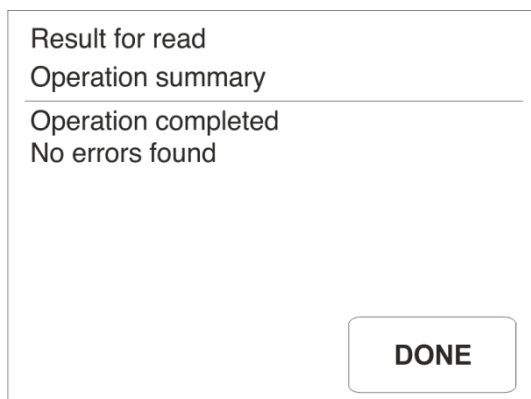 Result for read
Operation summary
Operation completed
No errors found
DONE